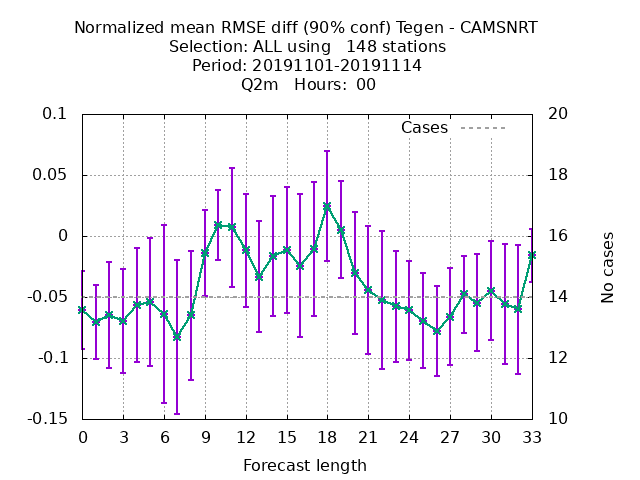 Normalized mean RMSE diff (90% conf) Tegen - CAMSNRT
Selection: ALL using   148 stations
Period: 20191101-20191114
Q2m   Hours:  00
0.1
0.05
0
-0.05
-0.1
-0.15
Cases
20
18
16
14
12
10
No cases
0 3 6 9 12 15 18 21 24 27 30 33
Forecast length